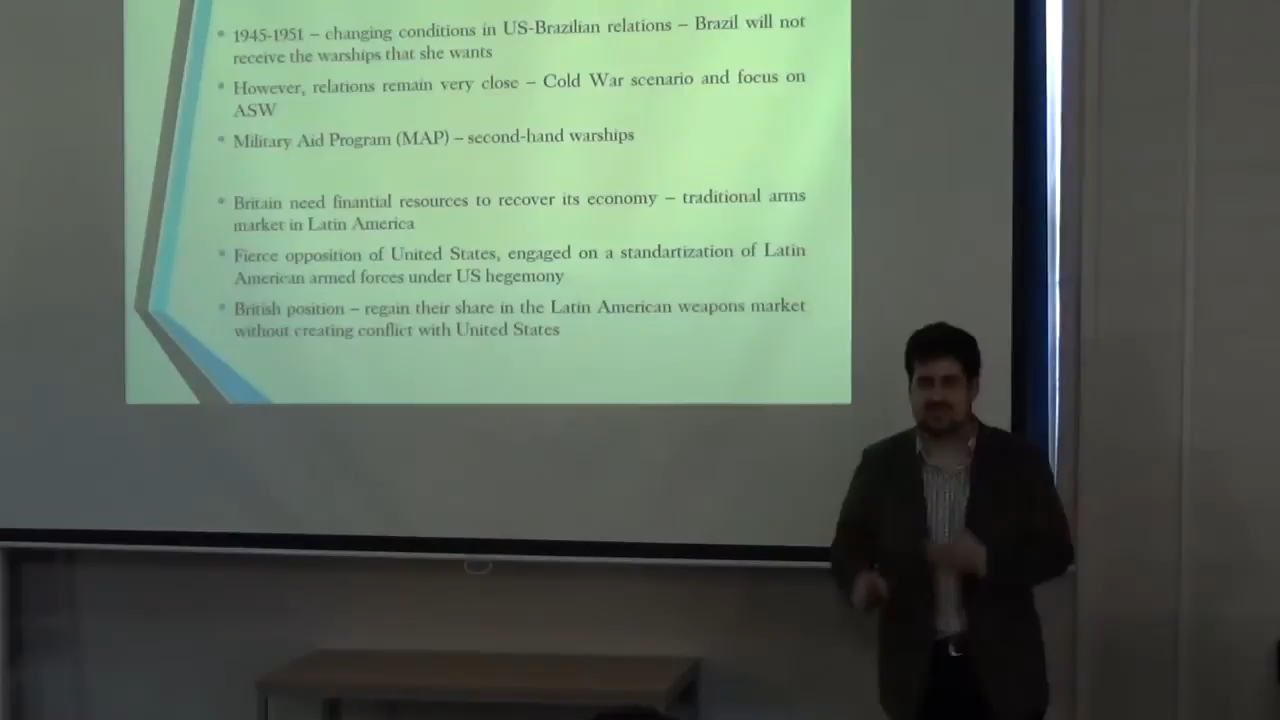 • 1945-1951 – changing conditions in US-Brazilian relations – Brazil will not
receive the warships that she wants
• However, relations remain very close – Cold War scenario and focus on
ASW
• Military Aid Program (MAP) – second-hand warships
• Britain need finantial resources to recover its economy – traditional arms
market in Latin America
• Fierce opposition of United States, engaged on a standartization of Latin
American armed forces under US hegemony
• British position – regain their share in the Latin American weapons market
without creating conflict with United States